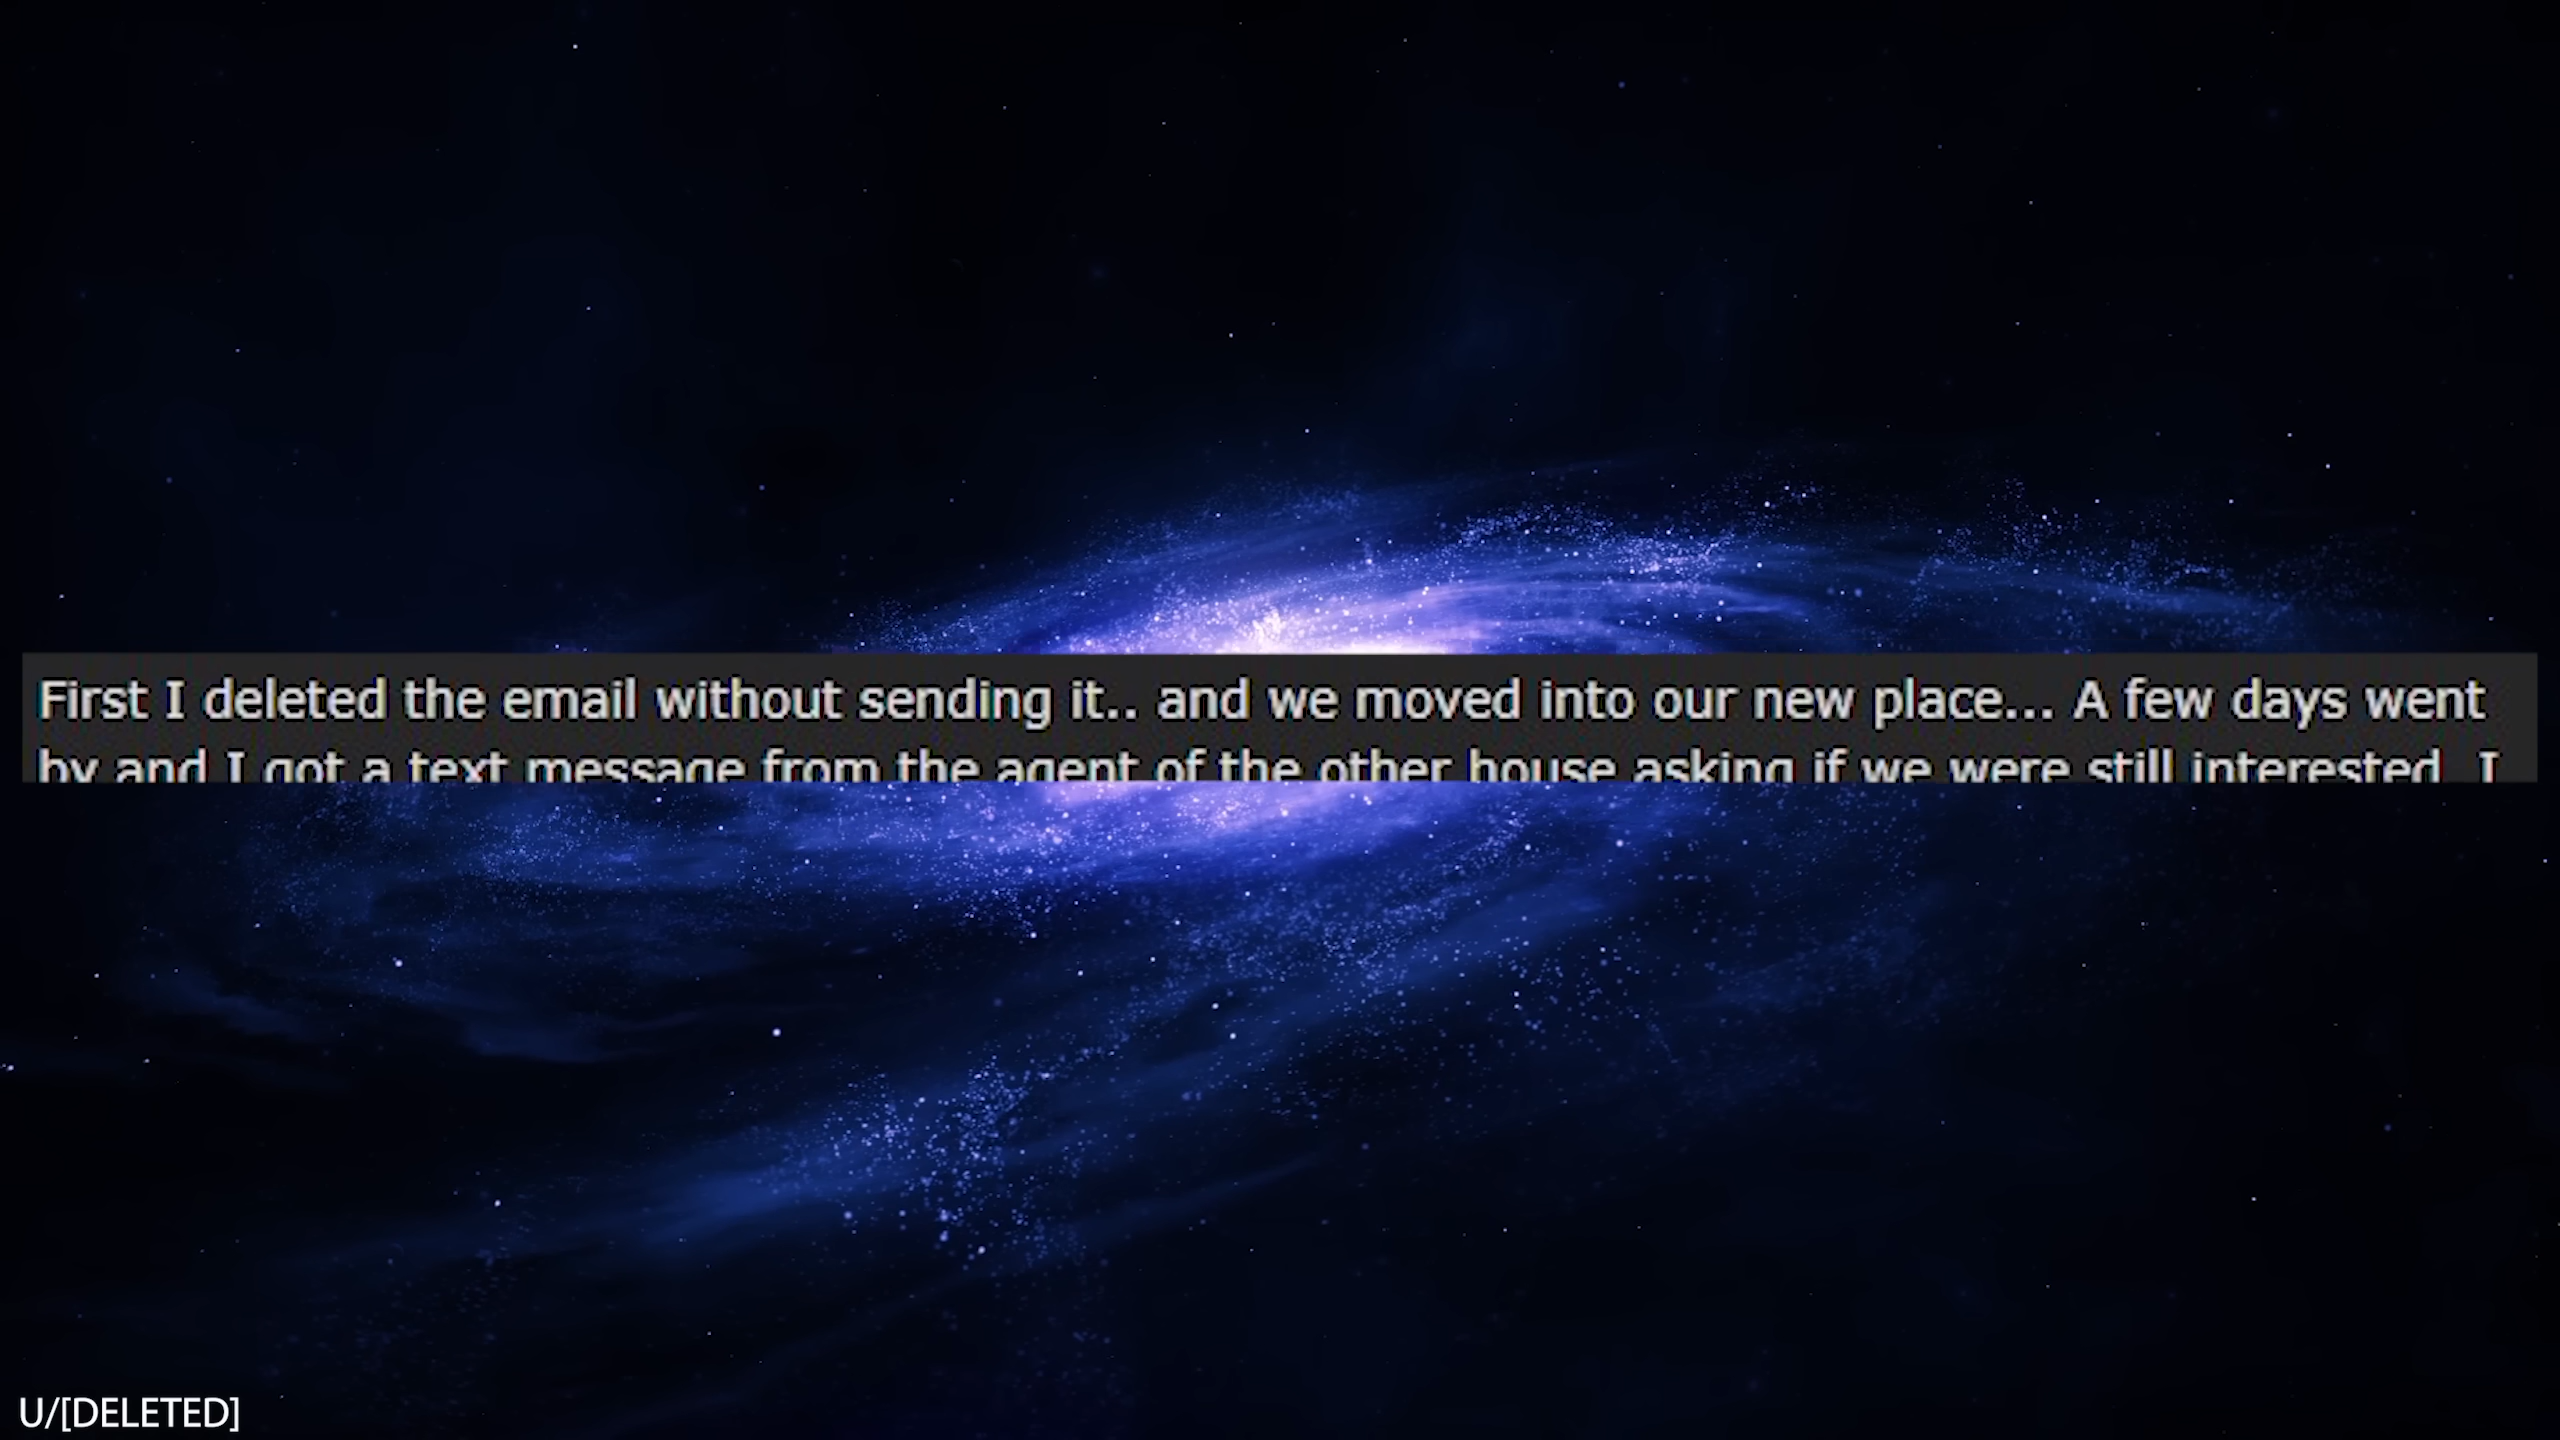 First I deleted the email without sending it.. and we moved into our new place... A few days went
by and I got a text message from the agent of the other house asking if we were still interested. I
U/[DELETED]